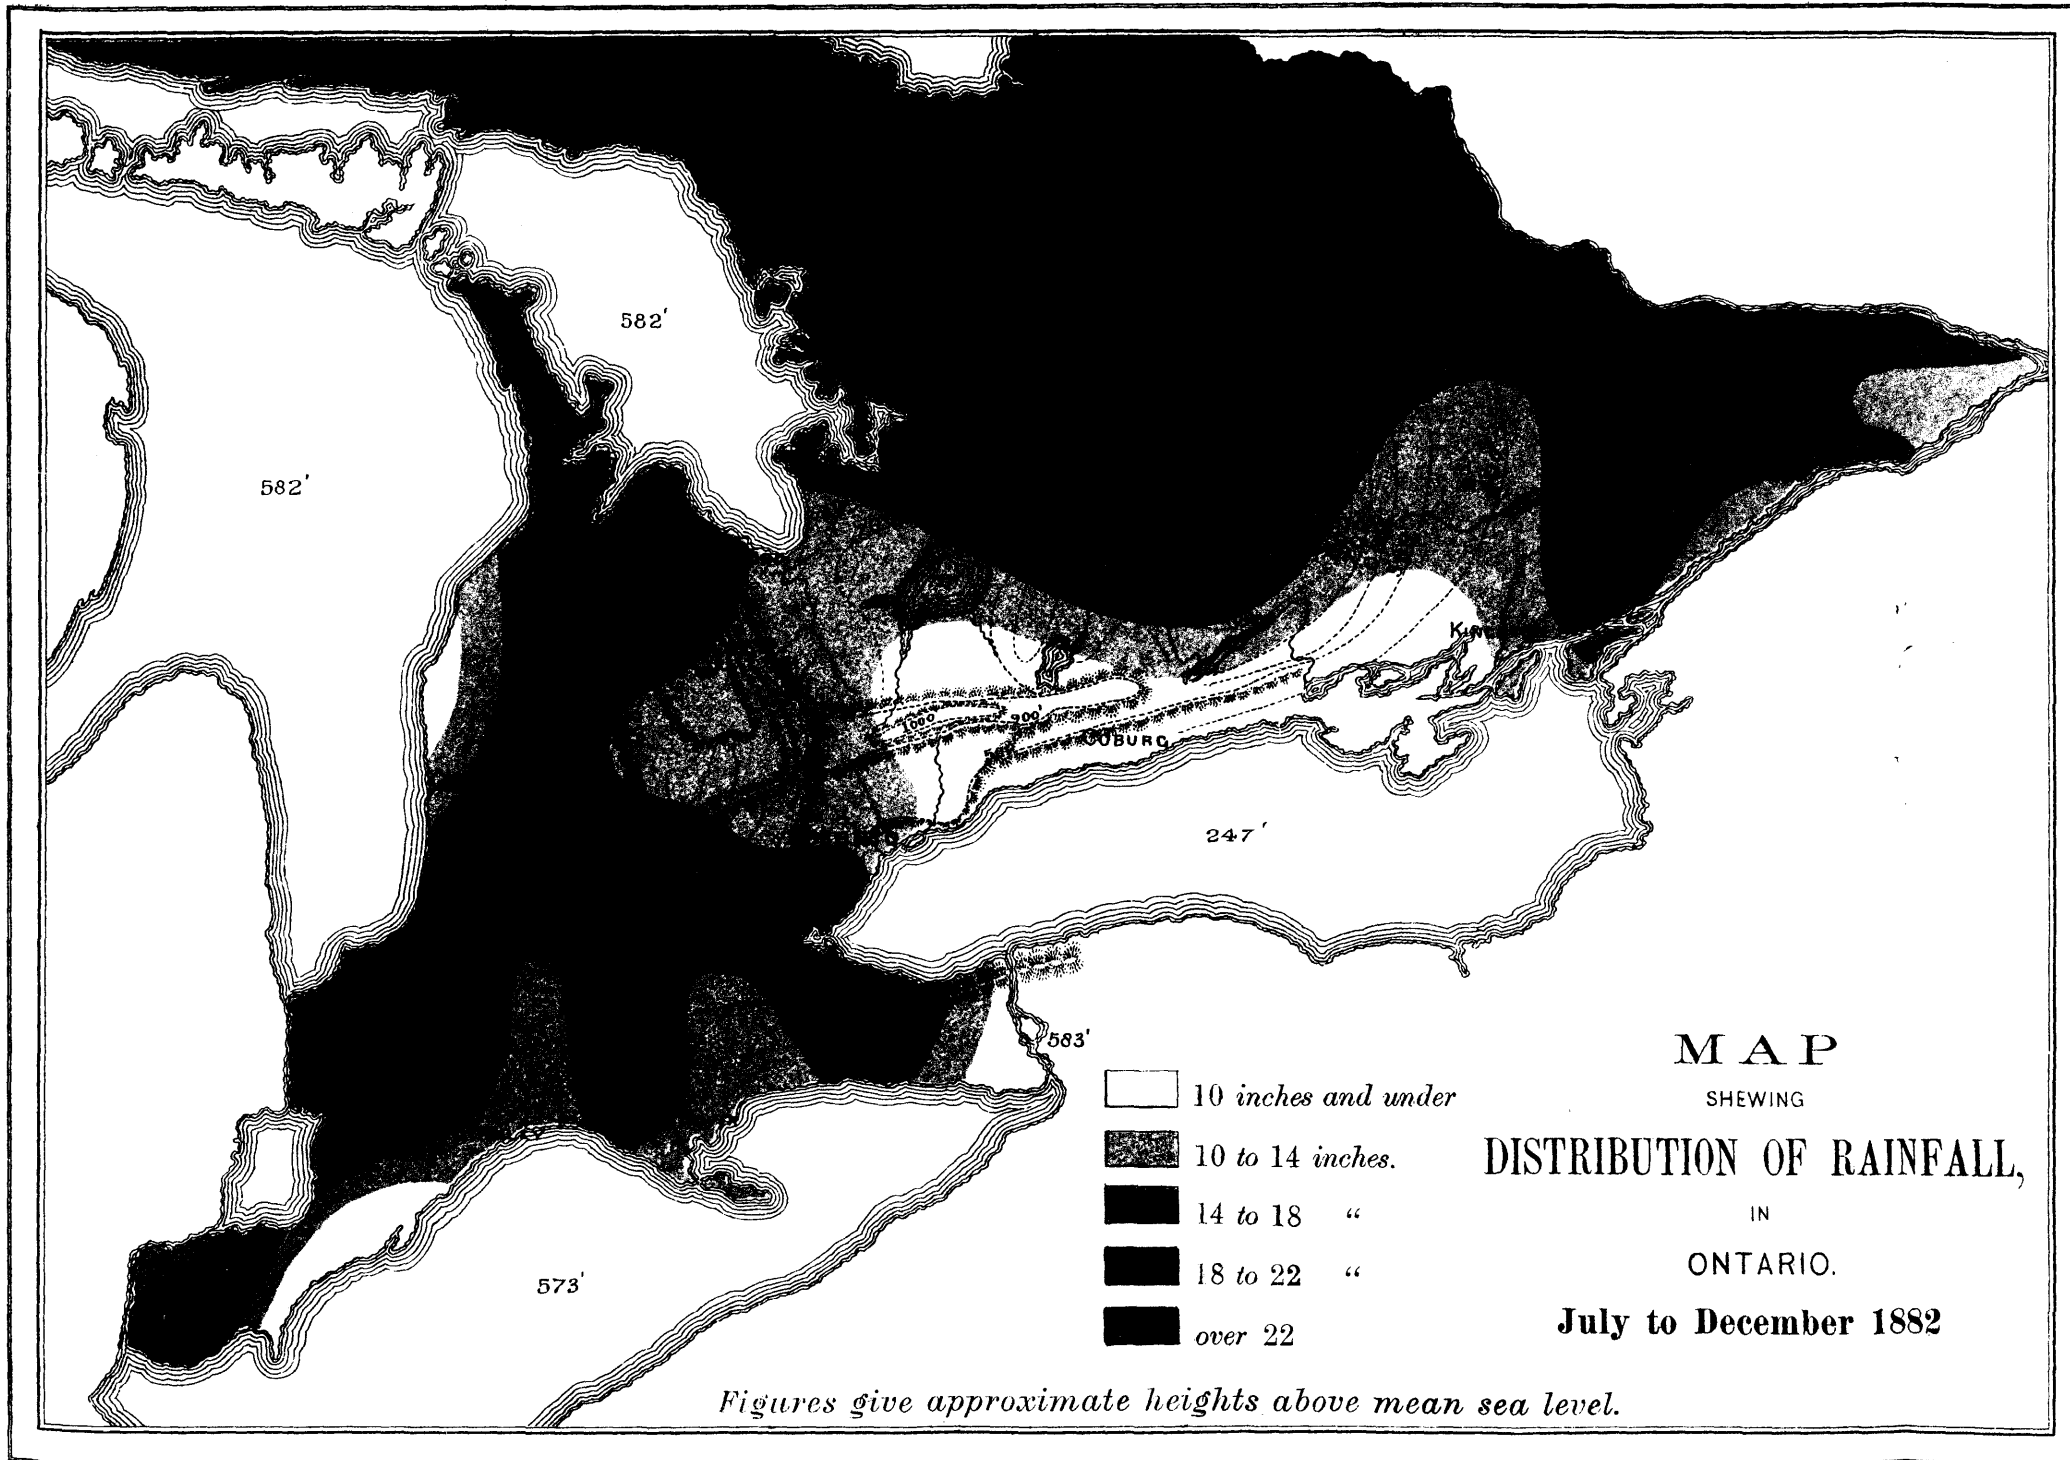 582'
582'
1000
900'
COBURG
247'
583'
573'
10 inches and under
10 to 14 inches.
14 to 18 "
18 to 22 "
over 22
MAP
SHEWING
DISTRIBUTION OF RAINFALL,
IN
ONTARIO.
July to December 1882
Figures give approximate heights above mean sea level.